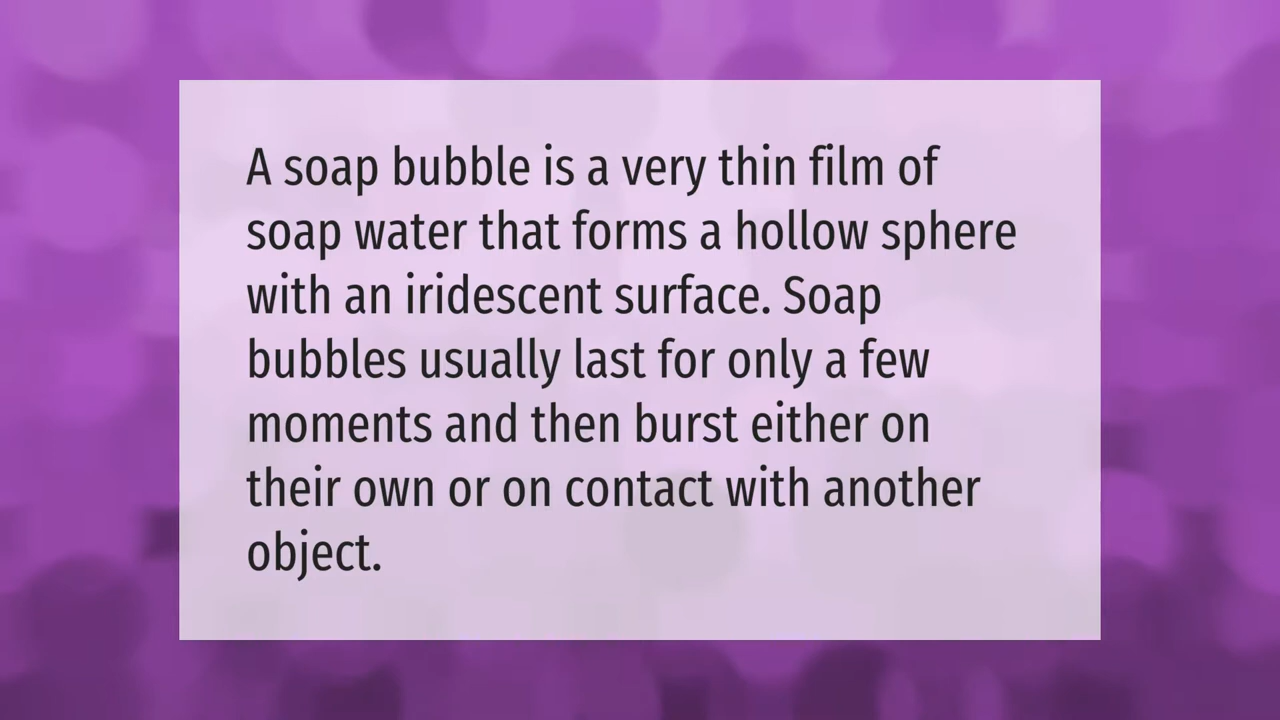 A soap bubble is a very thin film of
soap water that forms a hollow sphere
with an iridescent surface. Soap
bubbles usually last for only a few
moments and then burst either on
their own or on contact with another
object.